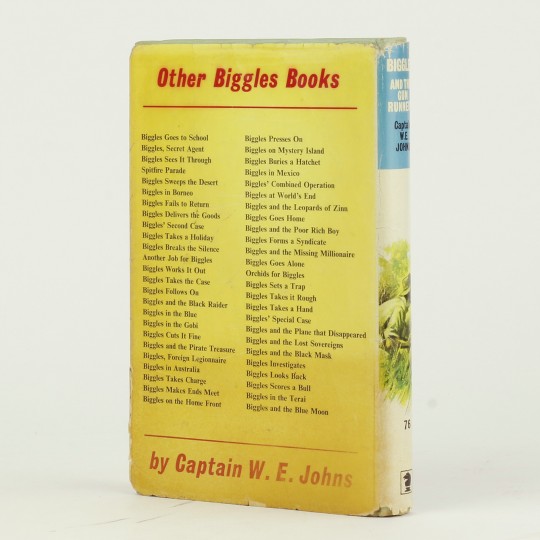 Other Biggles Books
Biggles Goes to School
Biggles, Secret Agent
Biggles Sees It Through
Spitfire Parade
Biggles Sweeps the Desert
Biggles in Borneo
Biggles Fails to Return
Biggles Delivers the Goods
Biggles' Second Case
Biggles Takes a Holiday
Biggles Breaks the Silence
Another Job for Biggles
Biggles Works It Out
Biggles Takes the Case
Biggles Follows On
Biggles and the Black Raider
Biggles in the Blue
Biggles in the Gobi
Biggles Cuts It Fine
Biggles and the Pirate Treasure
Biggles, Foreign Legionnaire
Biggles in Australia
Biggles Takes Charge
Biggles Makes Ends Meet
Biggles on the Home Front
Biggles Presses On
Biggles on Mystery Island
Biggles Buries a Hatchet
Biggles in Mexico
Biggles' Combined Operation
Biggles at World's End
Biggles and the Leopards of Zinn
Biggles Goes Home
Biggles and the Poor Rich Boy
Biggles Forms a Syndicate
Biggles and the Missing Millionaire
Biggles Goes Alone
Orchids for Biggles
Biggles Sets a Trap
Biggles Takes it Rough
Biggles Takes a Hand
Biggles' Special Case
Biggles and the Plane that Disappeared
Biggles and the Lost Sovereigns
Biggles and the Black Mask
Biggles Investigates
Biggles Looks Back
Biggles Scores a Bull
Biggles in the Terai
Biggles and the Blue Moon
by Captain W. E. Johns
BIGGLE
AND TH
GUN
RUNNE
Captai
W.E.
JOHN
76